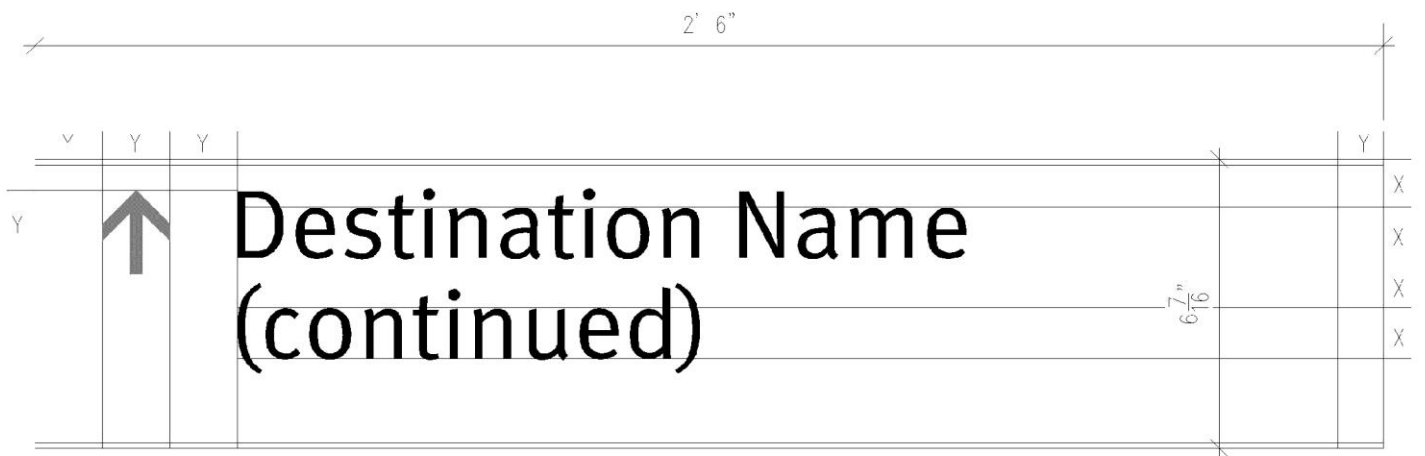 2' 6"
Y Y Y Y
X
Destination Name
Y
X
X
(continued)
6 7/16"
X